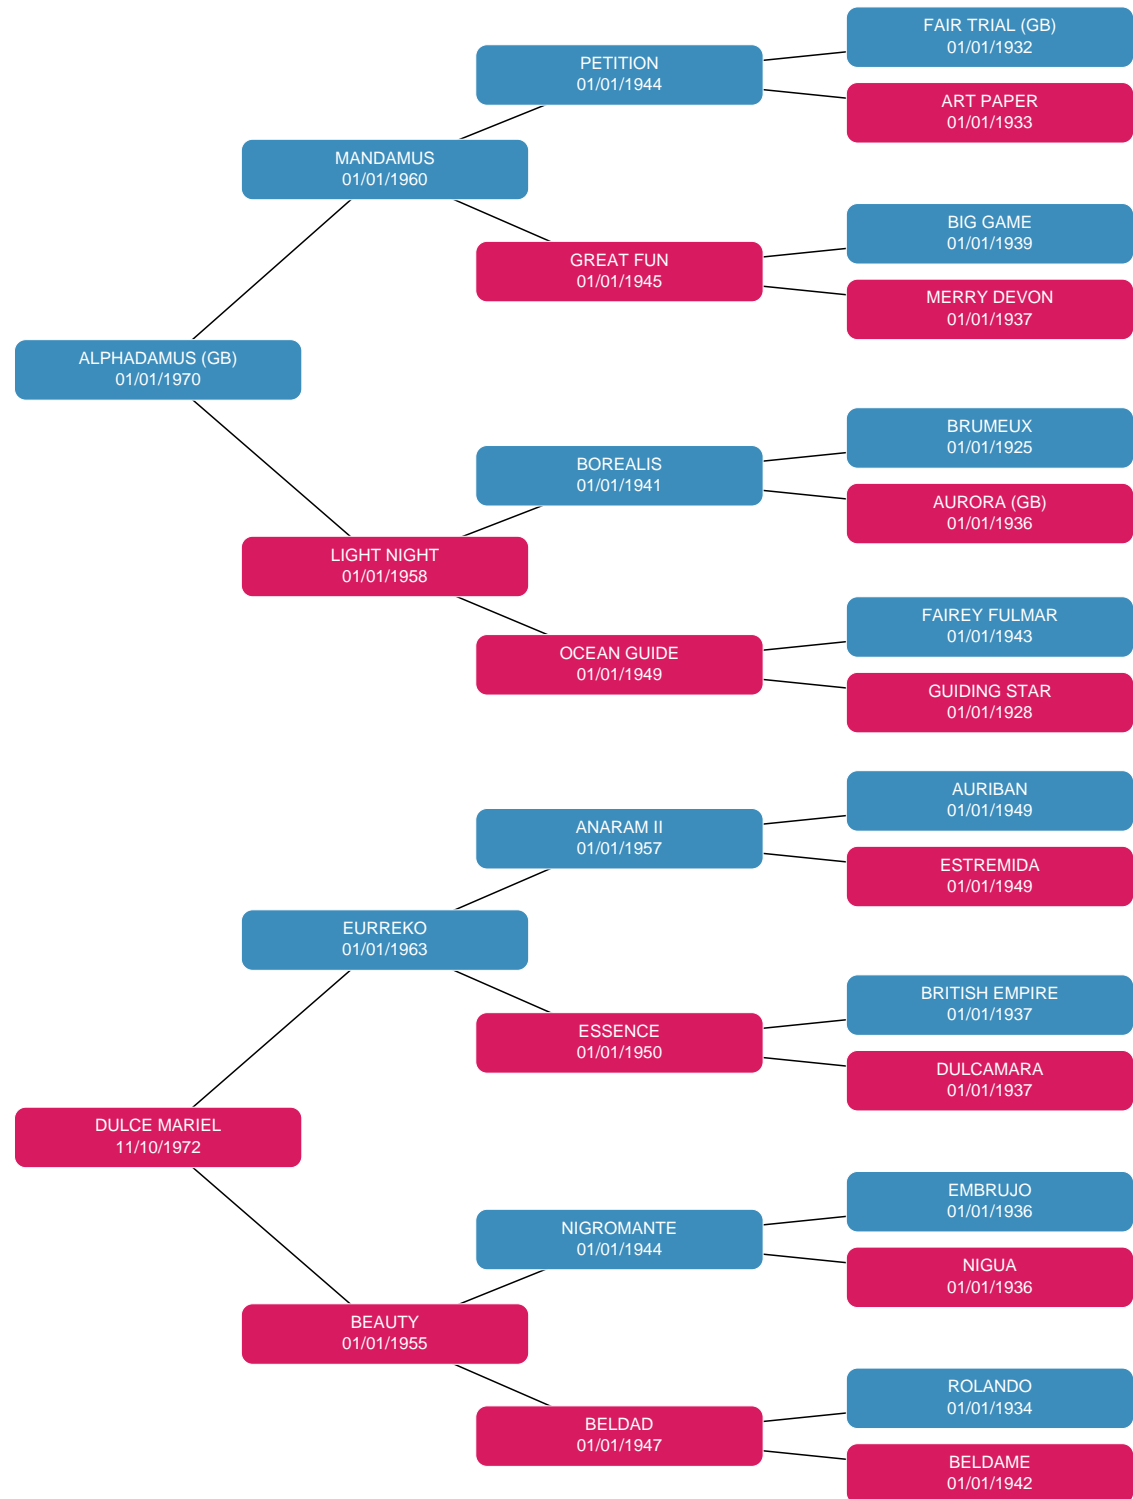 FAIR TRIAL (GB)
01/01/1932
PETITION
01/01/1944
ART PAPER
01/01/1933
MANDAMUS
01/01/1960
BIG GAME
01/01/1939
GREAT FUN
01/01/1945
MERRY DEVON
01/01/1937
ALPHADAMUS (GB)
01/01/1970
BRUMEUX
01/01/1925
BOREALIS
01/01/1941
AURORA (GB)
01/01/1936
LIGHT NIGHT
01/01/1958
FAIREY FULMAR
01/01/1943
OCEAN GUIDE
01/01/1949
GUIDING STAR
01/01/1928
AURIBAN
01/01/1949
ANARAM II
01/01/1957
ESTREMIDA
01/01/1949
EURREKO
01/01/1963
BRITISH EMPIRE
01/01/1937
ESSENCE
01/01/1950
DULCAMARA
01/01/1937
DULCE MARIEL
11/10/1972
EMBRUJO
01/01/1936
NIGROMANTE
01/01/1944
NIGUA
01/01/1936
BEAUTY
01/01/1955
ROLANDO
01/01/1934
BELDAD
01/01/1947
BELDAME
01/01/1942